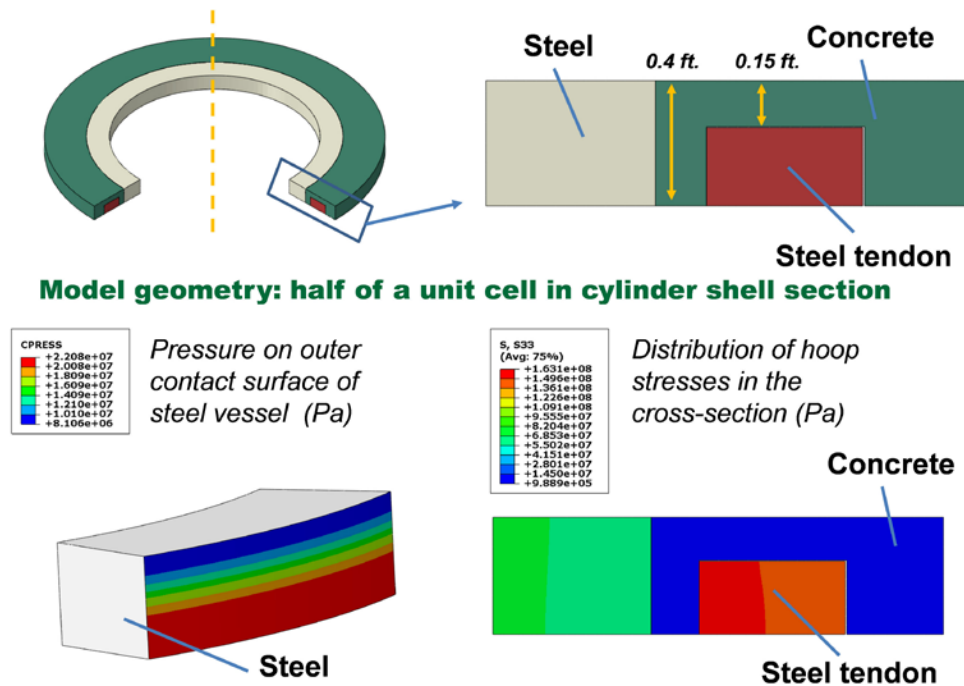 Steel
0.4 ft.
0.15 ft.
Concrete
Steel tendon
Model geometry: half of a unit cell in cylinder shell section
CPRESS
+2.208e+07
+2.008e+07
+1.809e+07
+1.609e+07
+1.409e+07
+1.210e+07
+1.010e+07
+8.106e+06
Pressure on outer
contact surface of
steel vessel (Pa)
S, S33
(Avg: 75%)
+1.631e+08
+1.496e+08
+1.361e+08
+1.226e+08
+1.091e+08
+9.555e+07
+8.204e+07
+6.853e+07
+5.502e+07
+4.151e+07
+2.801e+07
+1.450e+07
+9.889e+05
Distribution of hoop
stresses in the
cross-section (Pa)
Concrete
Steel
Steel tendon